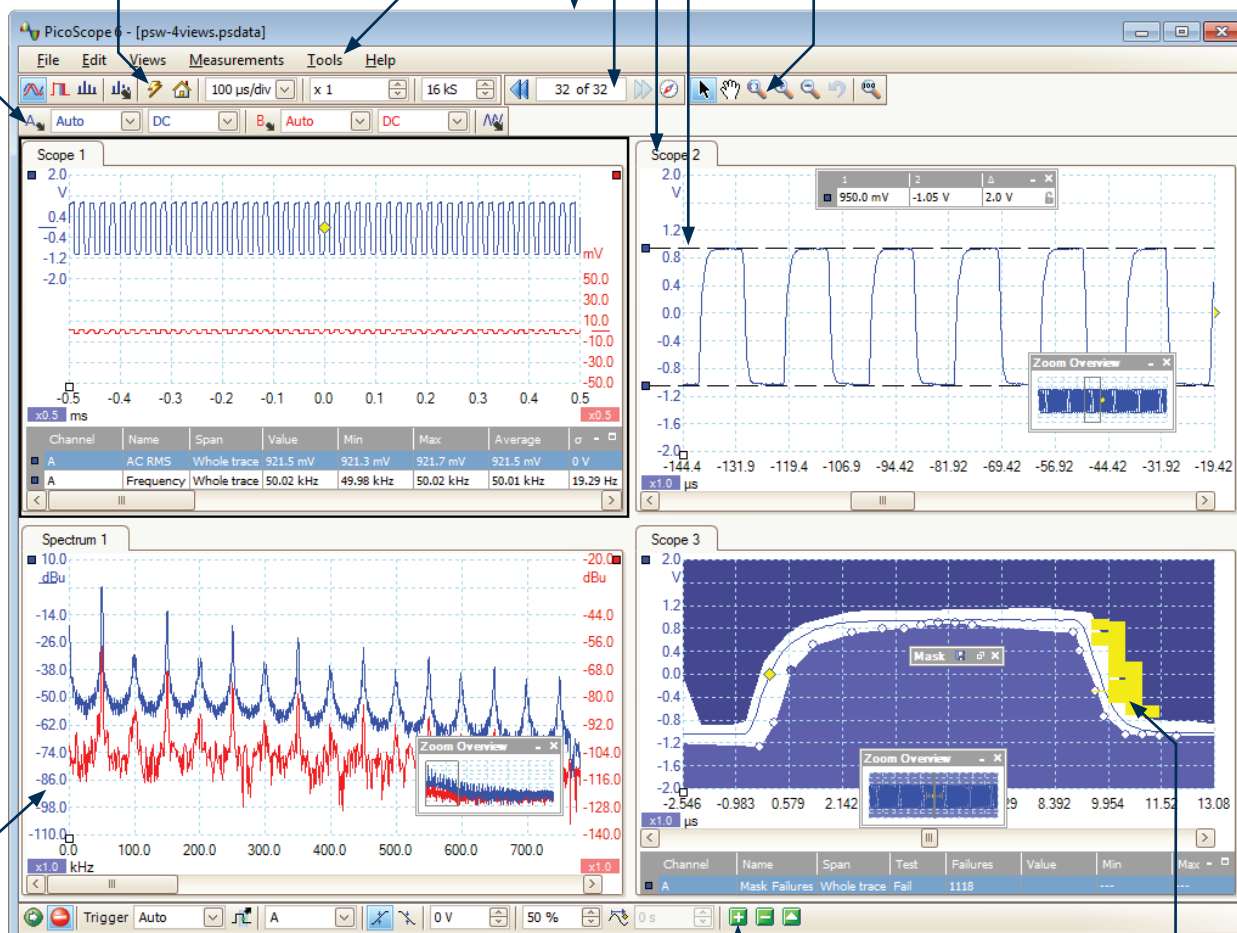 PicoScope 6 - [psw-4views.psdata]
File Edit Views Measurements Tools Help
100 µs/div x 1 16 kS 32 of 32
A Auto DC B Auto DC
Scope 1
2.0
V
0.4
-0.4
-1.2
-2.0
mV
50.0
30.0
10.0
-10.0
-30.0
-50.0
-0.5 -0.4 -0.3 -0.2 -0.1 0.0 0.1 0.2 0.3 0.4 0.5
x0.5 ms x0.5
Channel Name Span Value Min Max Average σ
A AC RMS Whole trace 921.5 mV 921.3 mV 921.7 mV 921.5 mV 0 V
A Frequency Whole trace 50.02 kHz 49.98 kHz 50.02 kHz 50.01 kHz 19.29 Hz
Scope 2
2.0
V
1.2
0.8
0.4
0.0
-0.4
-0.8
-1.2
-1.6
-2.0
1 2 Δ
950.0 mV -1.05 V 2.0 V
Zoom Overview
-144.4 -131.9 -119.4 -106.9 -94.42 -81.92 -69.42 -56.92 -44.42 -31.92 -19.42
x1.0 µs
Spectrum 1
10.0
dBu
-14.0
-26.0
-38.0
-50.0
-62.0
-74.0
-86.0
-98.0
-110.0
-20.0
dBu
-44.0
-56.0
-68.0
-80.0
-92.0
-104.0
-116.0
-128.0
-140.0
Zoom Overview
0.0 100.0 200.0 300.0 400.0 500.0 600.0 700.0
x1.0 kHz x1.0
Scope 3
2.0
V
1.2
0.8
0.4
0.0
-0.4
-0.8
-1.2
-1.6
-2.0
Mask
Zoom Overview
-2.546 -0.983 0.579 2.142 8.392 9.954 11.52 13.08
x1.0 µs
Channel Name Span Test Failures Value Min Max
A Mask Failures Whole trace Fail 1118 --- ---
Trigger Auto A 0 V 50 % 0 s